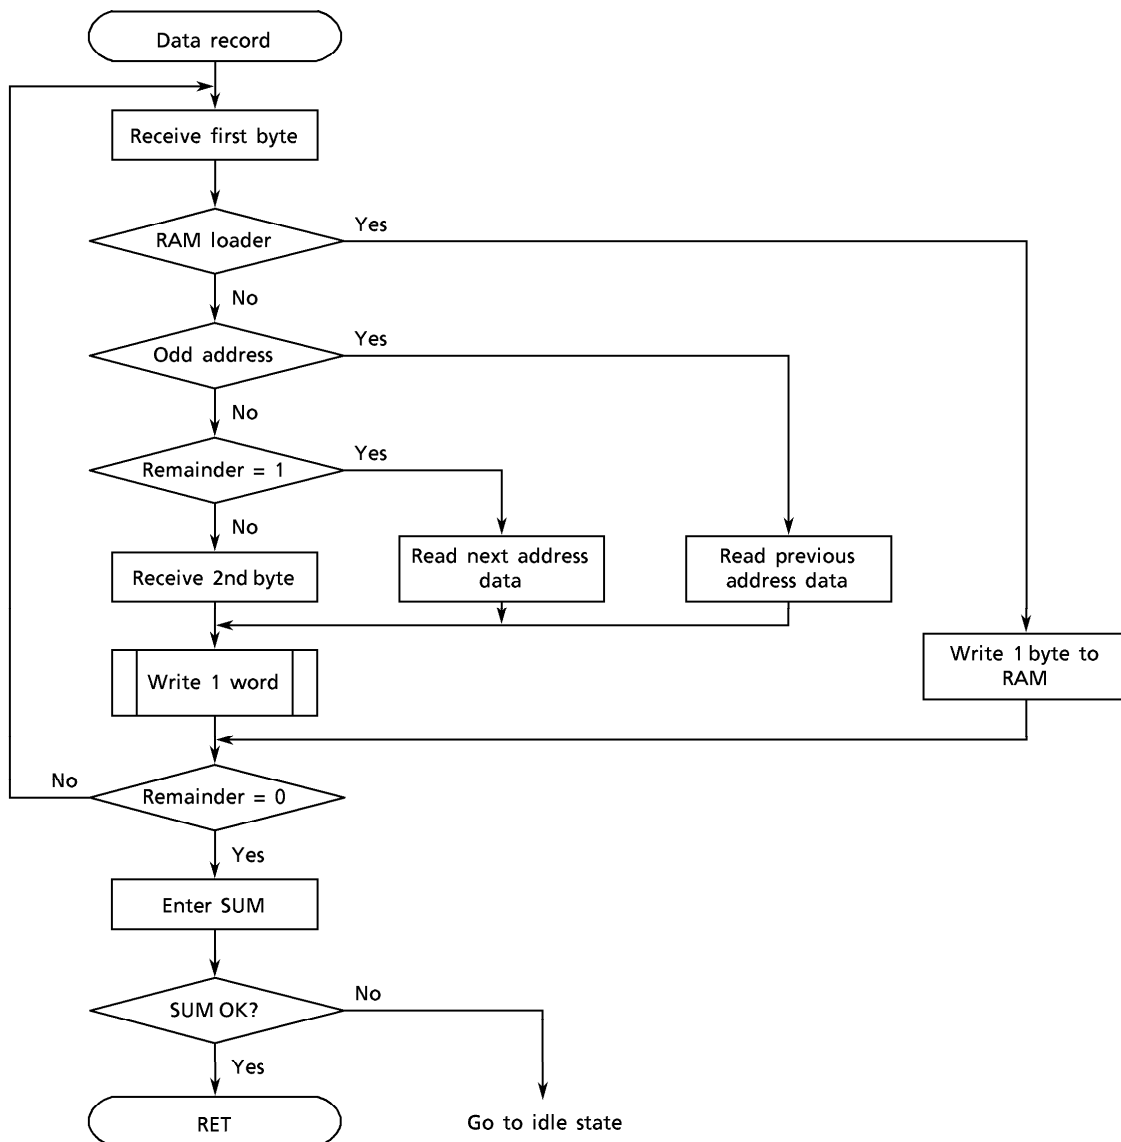 Data record
Receive first byte
Yes
RAM loader
No
Yes
Odd address
No
Yes
Remainder = 1
No
Read next address
data
Read previous
address data
Receive 2nd byte
Write 1 byte to
RAM
Write 1 word
No
Remainder = 0
Yes
Enter SUM
No
SUM OK?
Yes
RET
Go to idle state